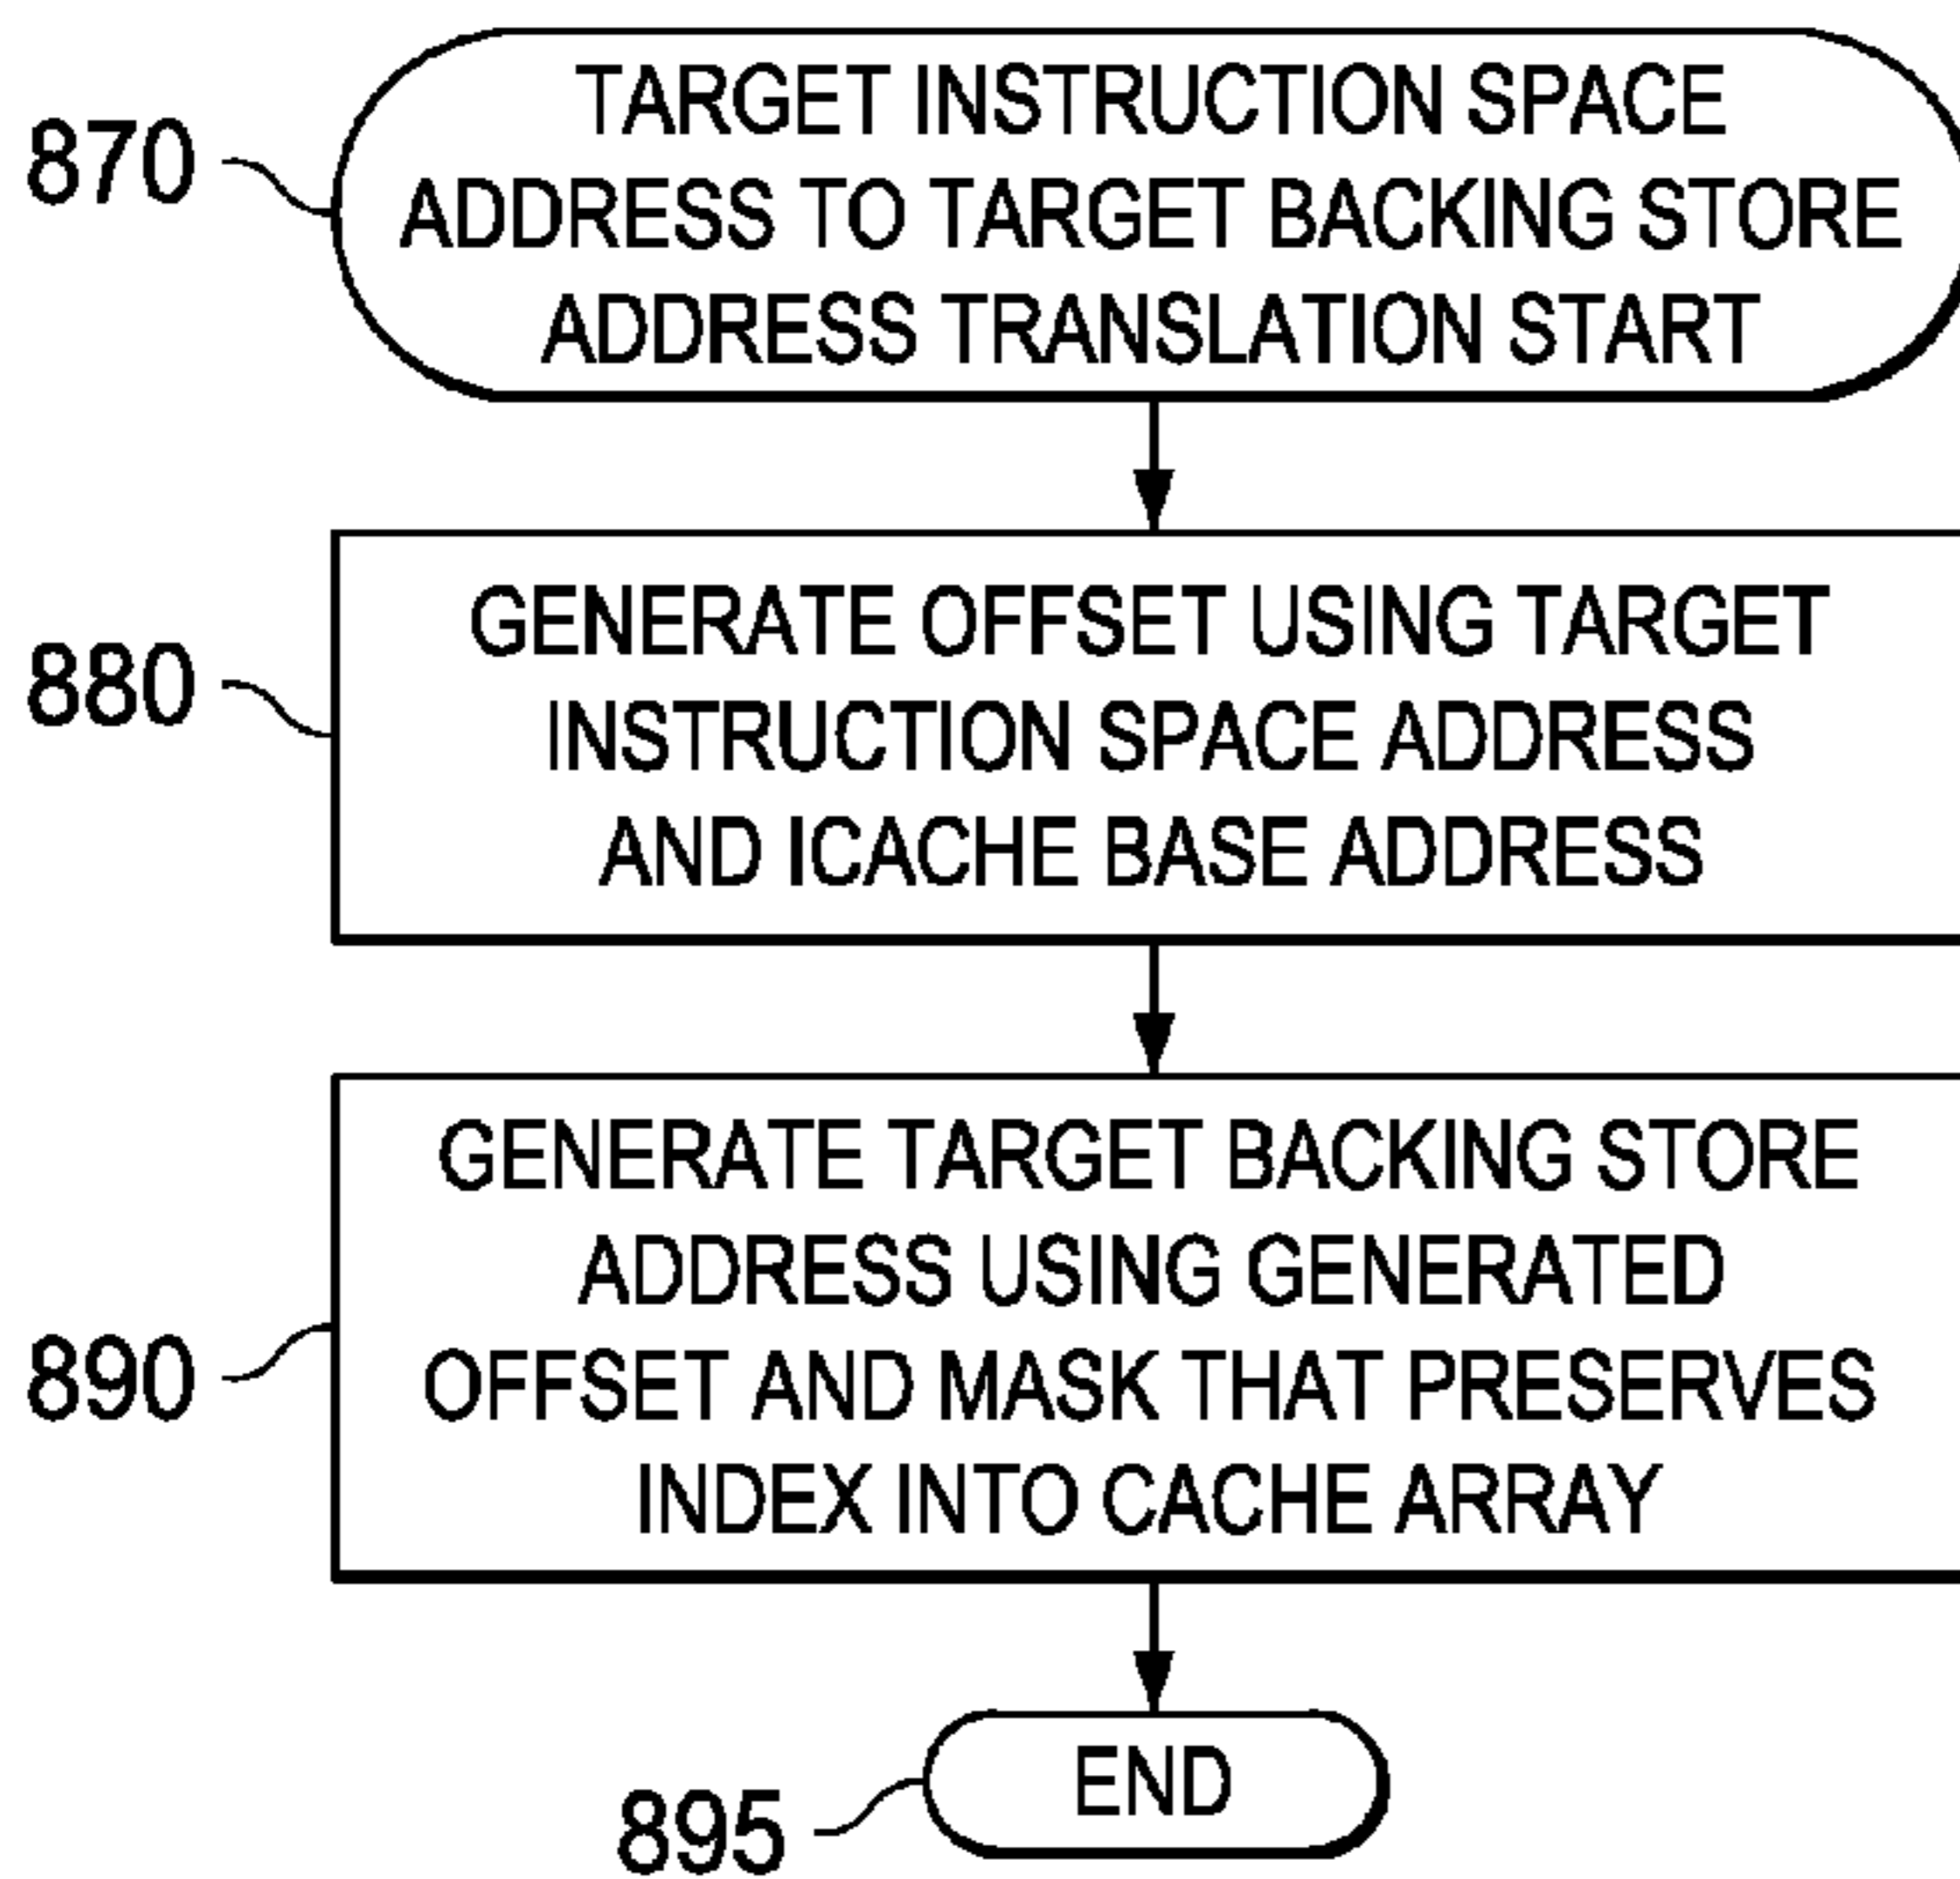 870
TARGET INSTRUCTION SPACE
ADDRESS TO TARGET BACKING STORE
ADDRESS TRANSLATION START
880
GENERATE OFFSET USING TARGET
INSTRUCTION SPACE ADDRESS
AND ICACHE BASE ADDRESS
890
GENERATE TARGET BACKING STORE
ADDRESS USING GENERATED
OFFSET AND MASK THAT PRESERVES
INDEX INTO CACHE ARRAY
895
END